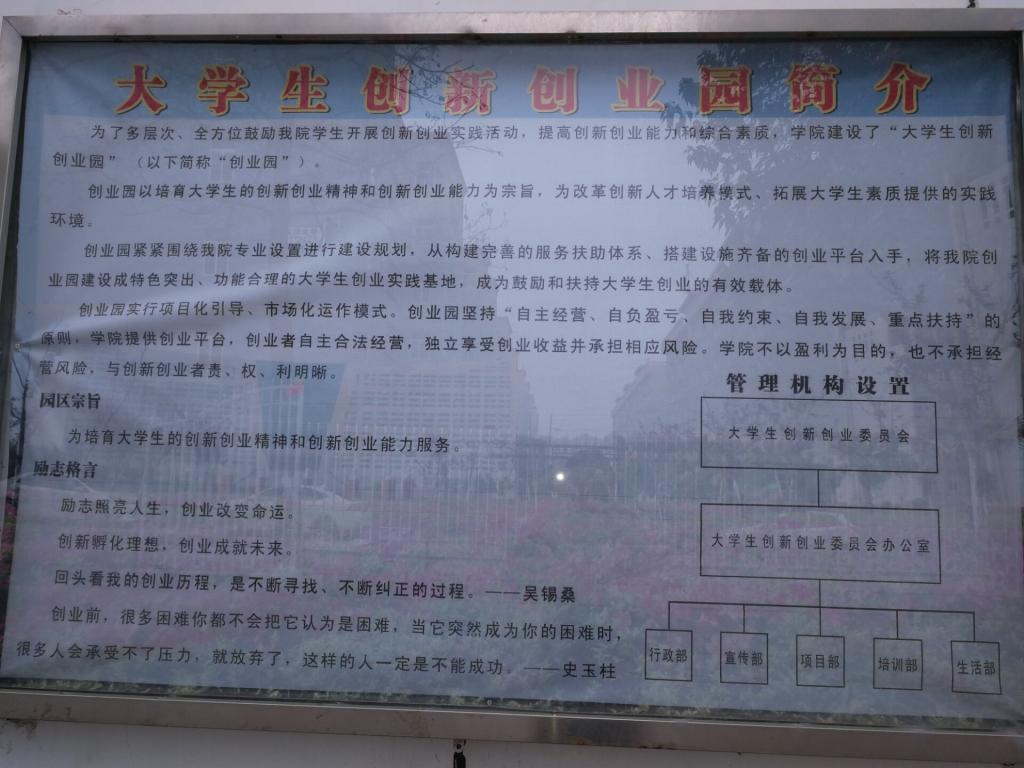 大学生创新创业园简介
为了多层次、全方位鼓励我院学生开展创新创业实践活动，提高创新创业能力和综合素质，学院建设了“大学生创新
创业园”（以下简称“创业园”）。
创业园以培育大学生的创新创业精神和创新创业能力为宗旨，为改革创新人才培养模式、拓展大学生素质提供的实践
环境。
创业园紧紧围绕我院专业设置进行建设规划，从构建完善的服务扶助体系、搭建设施齐备的创业平台入手，将我院创
业园建设成特色突出、功能合理的大学生创业实践基地，成为鼓励和扶持大学生创业的有效载体。
创业园实行项目化引导、市场化运作模式。创业园坚持“自主经营、自负盈亏、自我约束、自我发展、重点扶持”的
原则，学院提供创业平台，创业者自主合法经营，独立享受创业收益并承担相应风险。学院不以盈利为目的，也不承担经
营风险，与创新创业者责、权、利明晰。
园区宗旨
为培育大学生的创新创业精神和创新创业能力服务。
励志格言
励志照亮人生，创业改变命运。
创新孵化理想，创业成就未来。
回头看我的创业历程，是不断寻找、不断纠正的过程。——吴锡桑
创业前，很多困难你都不会把它认为是困难，当它突然成为你的困难时，
很多人会承受不了压力，就放弃了，这样的人一定是不能成功。——史玉柱
管理机构设置
大学生创新创业委员会
大学生创新创业委员会办公室
行政部 宣传部 项目部 培训部 生活部